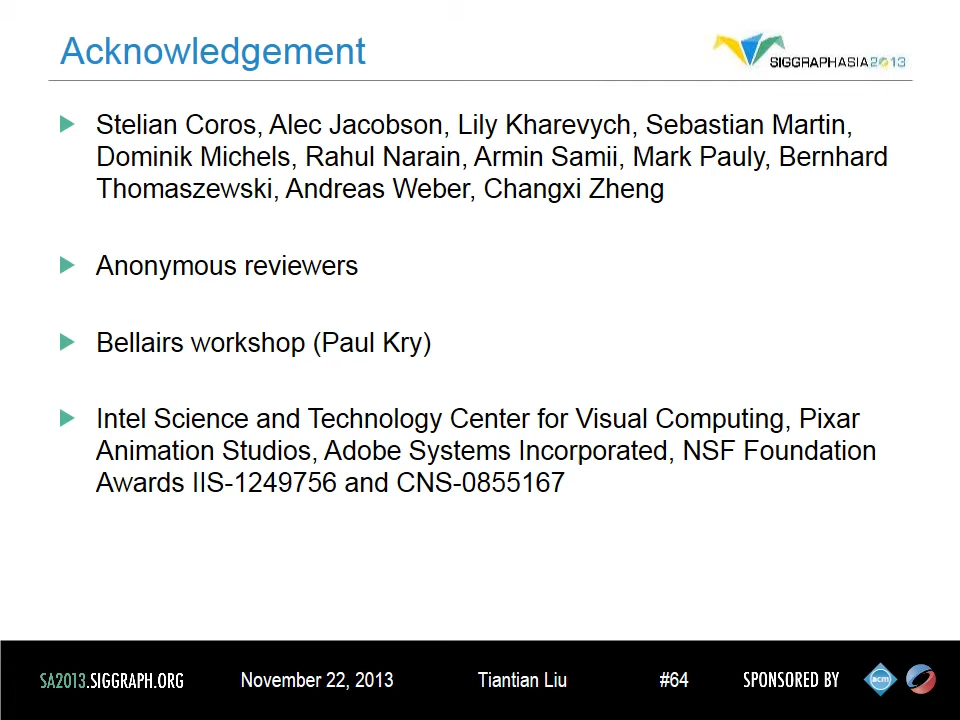 Acknowledgement
SIGGRAPHASIA2013
Stelian Coros, Alec Jacobson, Lily Kharevych, Sebastian Martin,
Dominik Michels, Rahul Narain, Armin Samii, Mark Pauly, Bernhard
Thomaszewski, Andreas Weber, Changxi Zheng
Anonymous reviewers
Bellairs workshop (Paul Kry)
Intel Science and Technology Center for Visual Computing, Pixar
Animation Studios, Adobe Systems Incorporated, NSF Foundation
Awards IIS-1249756 and CNS-0855167
SA2013.SIGGRAPH.ORG November 22, 2013 Tiantian Liu #64 SPONSORED BY acm